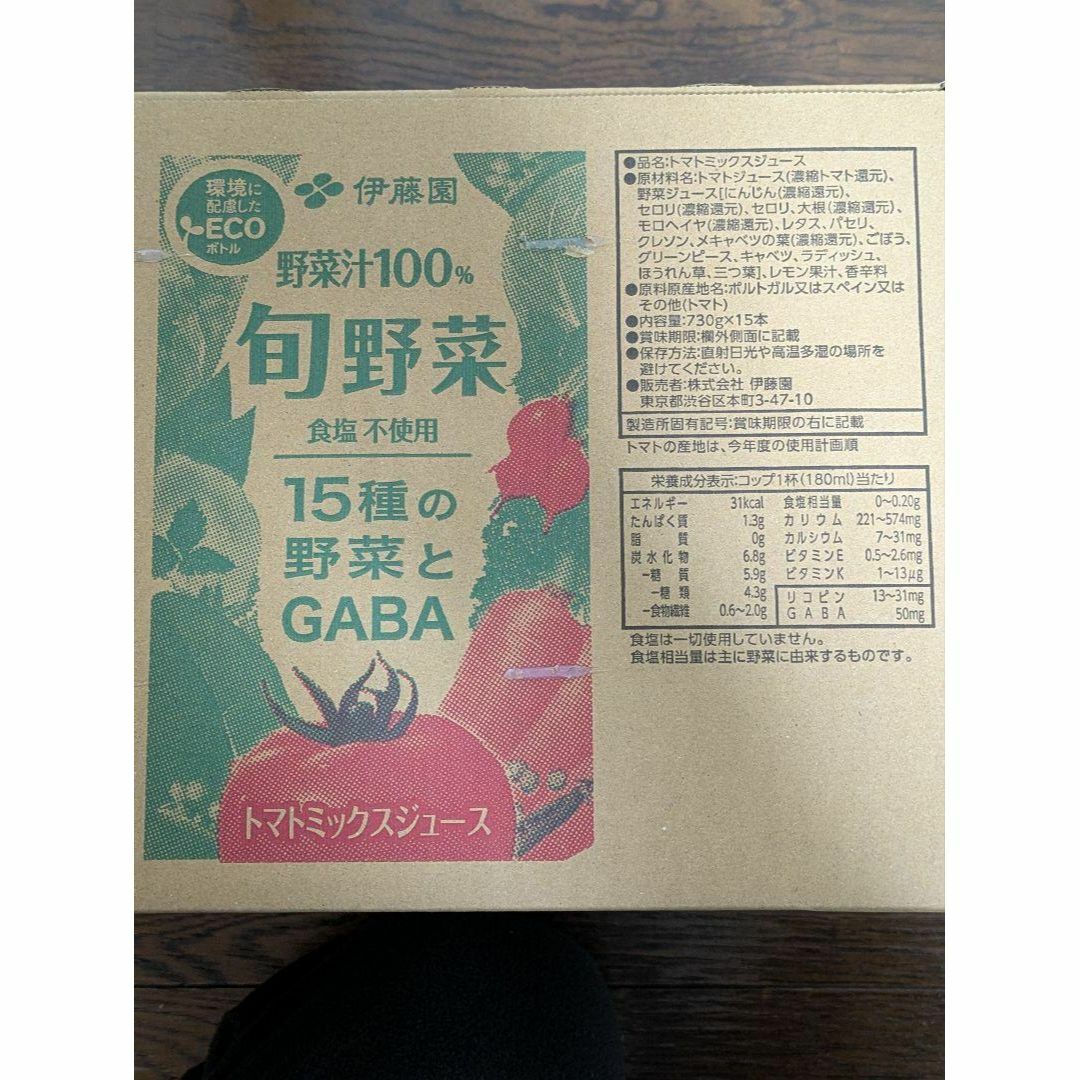 環境に
配慮した
ECO
ボトル
伊藤園
野菜汁100%
旬野菜
食塩 不使用
15種の
野菜と
GABA
トマトミックスジュース
●品名:トマトミックスジュース
●原材料名:トマトジュース(濃縮トマト還元)、
野菜ジュース[にんじん(濃縮還元)、
セロリ(濃縮還元)、セロリ、大根(濃縮還元)、
モロヘイヤ(濃縮還元)、レタス、パセリ、
クレソン、メキャベツの葉(濃縮還元)、ごぼう、
グリーンピース、キャベツ、ラディッシュ、
ほうれん草、三つ葉]、レモン果汁、香辛料
●原料原産地名:ポルトガル又はスペイン又は
その他(トマト)
●内容量:730g×15本
●賞味期限:欄外側面に記載
●保存方法:直射日光や高温多湿の場所を
避けてください。
●販売者:株式会社 伊藤園
東京都渋谷区本町3-47-10
製造所固有記号:賞味期限の右に記載
トマトの産地は、今年度の使用計画順
栄養成分表示:コップ1杯(180ml)当たり
エネルギー 31kcal 食塩相当量 0〜0.20g
たんぱく質 1.3g カリウム 221〜574mg
脂質 0g カルシウム 7〜31mg
炭水化物 6.8g ビタミンE 0.5〜2.6mg
ー糖質 5.9g ビタミンK 1〜13μg
ー糖類 4.3g リコピン 13〜31mg
ー食物繊維 0.6〜2.0g GABA 50mg
食塩は一切使用していません。
食塩相当量は主に野菜に由来するものです。